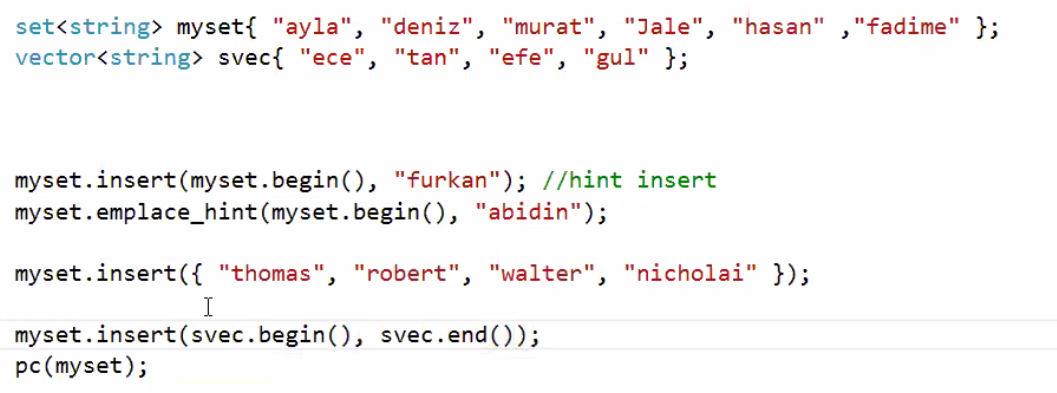 set<string> myset{ "ayla", "deniz", "murat", "Jale", "hasan" ,"fadime" };
vector<string> svec{ "ece", "tan", "efe", "gul" };
myset.insert(myset.begin(), "furkan"); //hint insert
myset.emplace_hint(myset.begin(), "abidin");
myset.insert({ "thomas", "robert", "walter", "nicholai" });
myset.insert(svec.begin(), svec.end());
pc(myset);